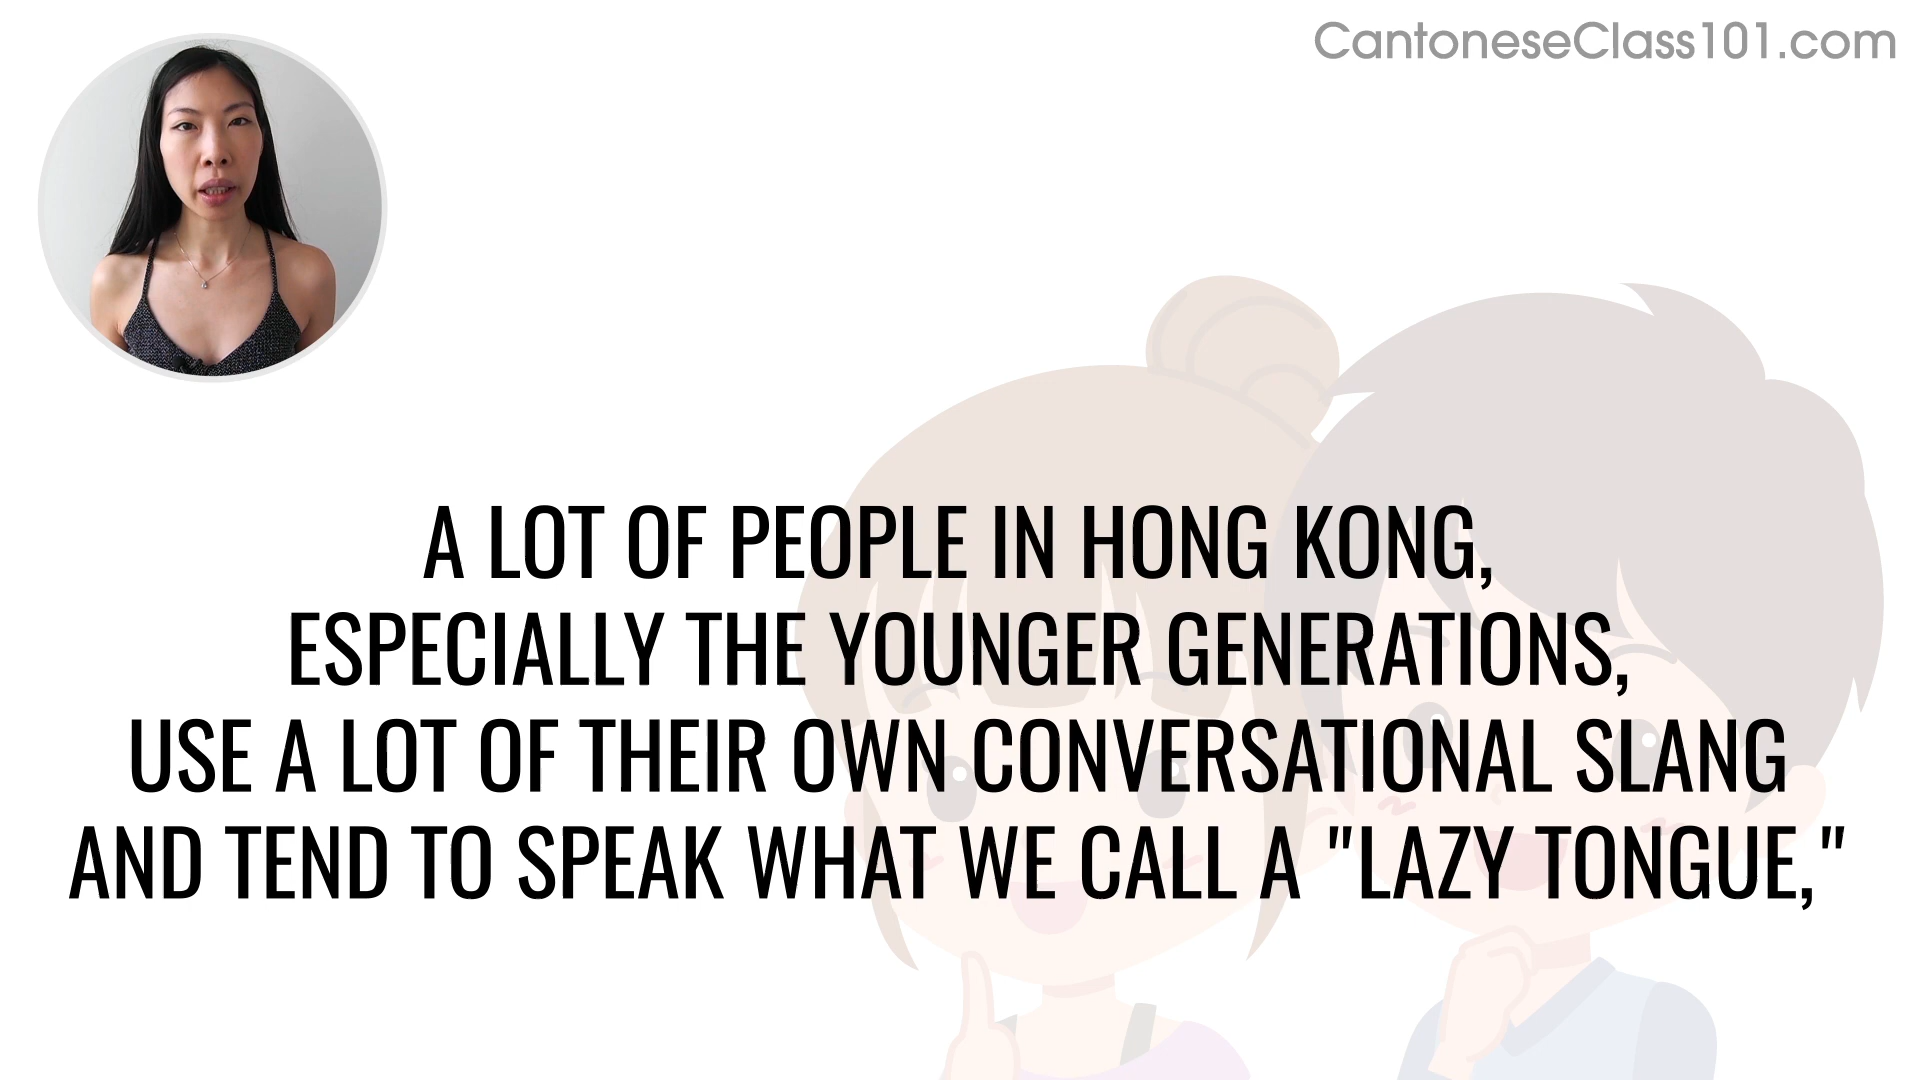 CantoneseClass101.com
A LOT OF PEOPLE IN HONG KONG,
ESPECIALLY THE YOUNGER GENERATIONS,
USE A LOT OF THEIR OWN CONVERSATIONAL SLANG
AND TEND TO SPEAK WHAT WE CALL A "LAZY TONGUE,"